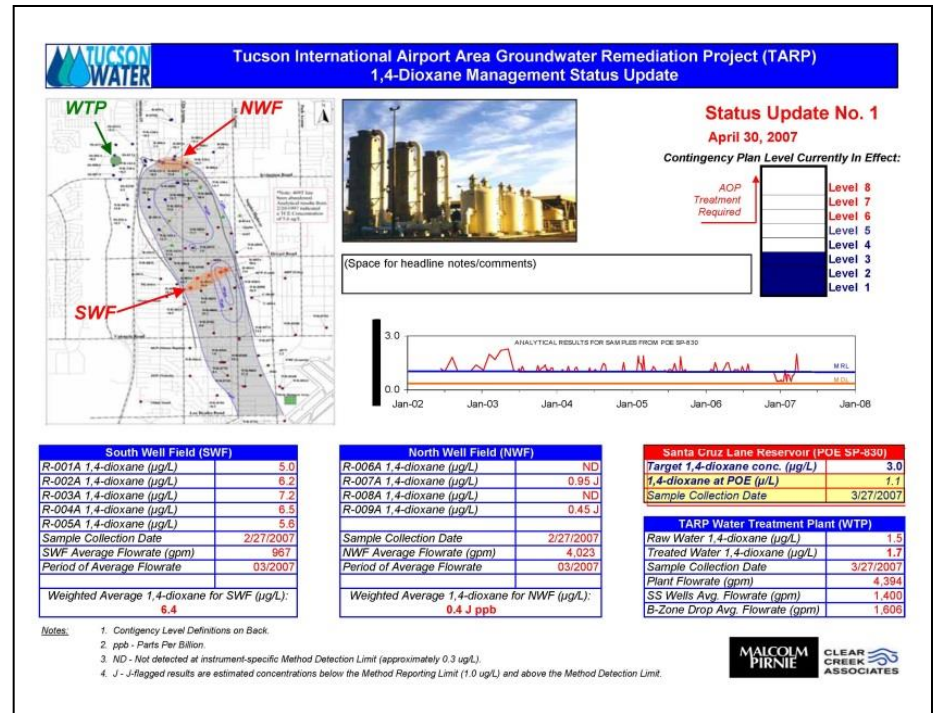 TUCSON
WATER
Tucson International Airport Area Groundwater Remediation Project (TARP)
1,4-Dioxane Management Status Update
WTP
NWF
SWF
Status Update No. 1
April 30, 2007
Contingency Plan Level Currently In Effect:
AOP
Treatment
Required
Level 8
Level 7
Level 6
Level 5
Level 4
Level 3
Level 2
Level 1
(Space for headline notes/comments)
ANALYTICAL RESULTS FOR SAMPLES FROM POE SP-830
3.0
0.0
MRL
MDL
Jan-02 Jan-03 Jan-04 Jan-05 Jan-06 Jan-07 Jan-08
South Well Field (SWF)
R-001A 1,4-dioxane (µg/L) 5.0
R-002A 1,4-dioxane (µg/L) 6.2
R-003A 1,4-dioxane (µg/L) 7.2
R-004A 1,4-dioxane (µg/L) 6.5
R-005A 1,4-dioxane (µg/L) 5.6
Sample Collection Date 2/27/2007
SWF Average Flowrate (gpm) 967
Period of Average Flowrate 03/2007
Weighted Average 1,4-dioxane for SWF (µg/L):
6.4
North Well Field (NWF)
R-006A 1,4-dioxane (µg/L) ND
R-007A 1,4-dioxane (µg/L) 0.95 J
R-008A 1,4-dioxane (µg/L) ND
R-009A 1,4-dioxane (µg/L) 0.45 J
Sample Collection Date 2/27/2007
NWF Average Flowrate (gpm) 4,023
Period of Average Flowrate 03/2007
Weighted Average 1,4-dioxane for NWF (µg/L):
0.4 J ppb
Santa Cruz Lane Reservoir (POE SP-830)
Target 1,4-dioxane conc. (µg/L) 3.0
1,4-dioxane at POE (µ/L) 1.1
Sample Collection Date 3/27/2007
TARP Water Treatment Plant (WTP)
Raw Water 1,4-dioxane (µg/L) 1.5
Treated Water 1,4-dioxane (µg/L) 1.7
Sample Collection Date 3/27/2007
Plant Flowrate (gpm) 4,394
SS Wells Avg. Flowrate (gpm) 1,400
B-Zone Drop Avg. Flowrate (gpm) 1,606
Notes:
1. Contigency Level Definitions on Back.
2. ppb - Parts Per Billion.
3. ND - Not detected at instrument-specific Method Detection Limit (approximately 0.3 ug/L).
4. J - J-flagged results are estimated concentrations below the Method Reporting Limit (1.0 ug/L) and above the Method Detection Limit.
MALCOLM
PIRNIE
CLEAR
CREEK
ASSOCIATES